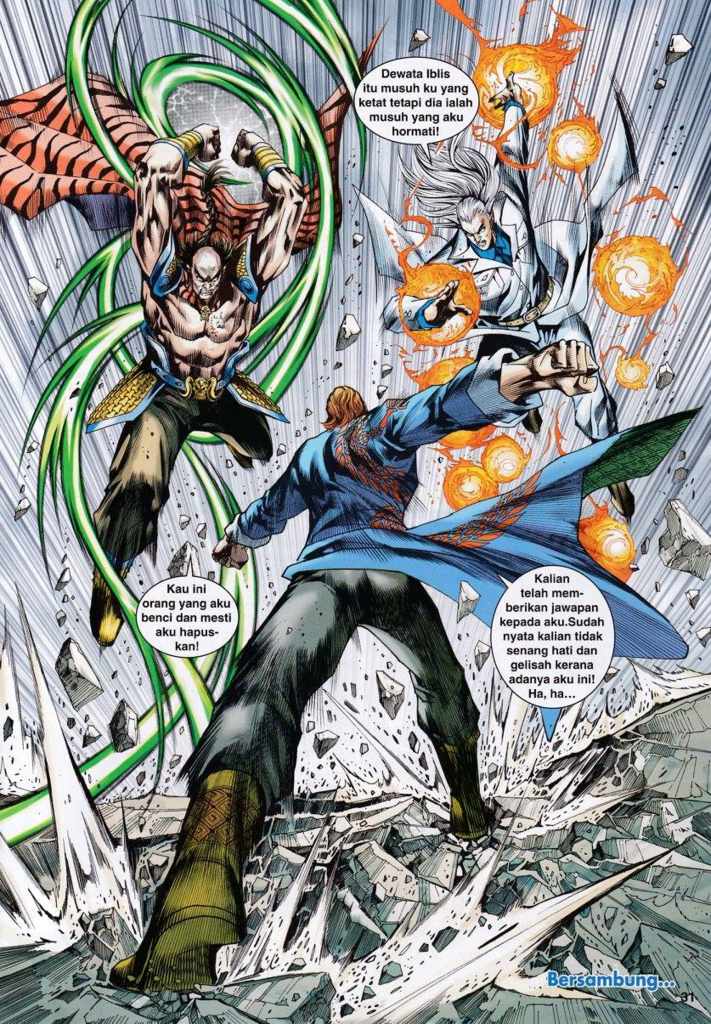 Dewata Iblis
itu musuh ku yang
ketat tetapi dia ialah
musuh yang aku
hormati!
Kau ini
orang yang aku
benci dan mesti
aku hapus-
kan!
Kalian
telah mem-
berikan jawapan
kepada aku.Sudah
nyata kalian tidak
senang hati dan
gelisah kerana
adanya aku ini!
Ha, ha...
Bersambung...
31